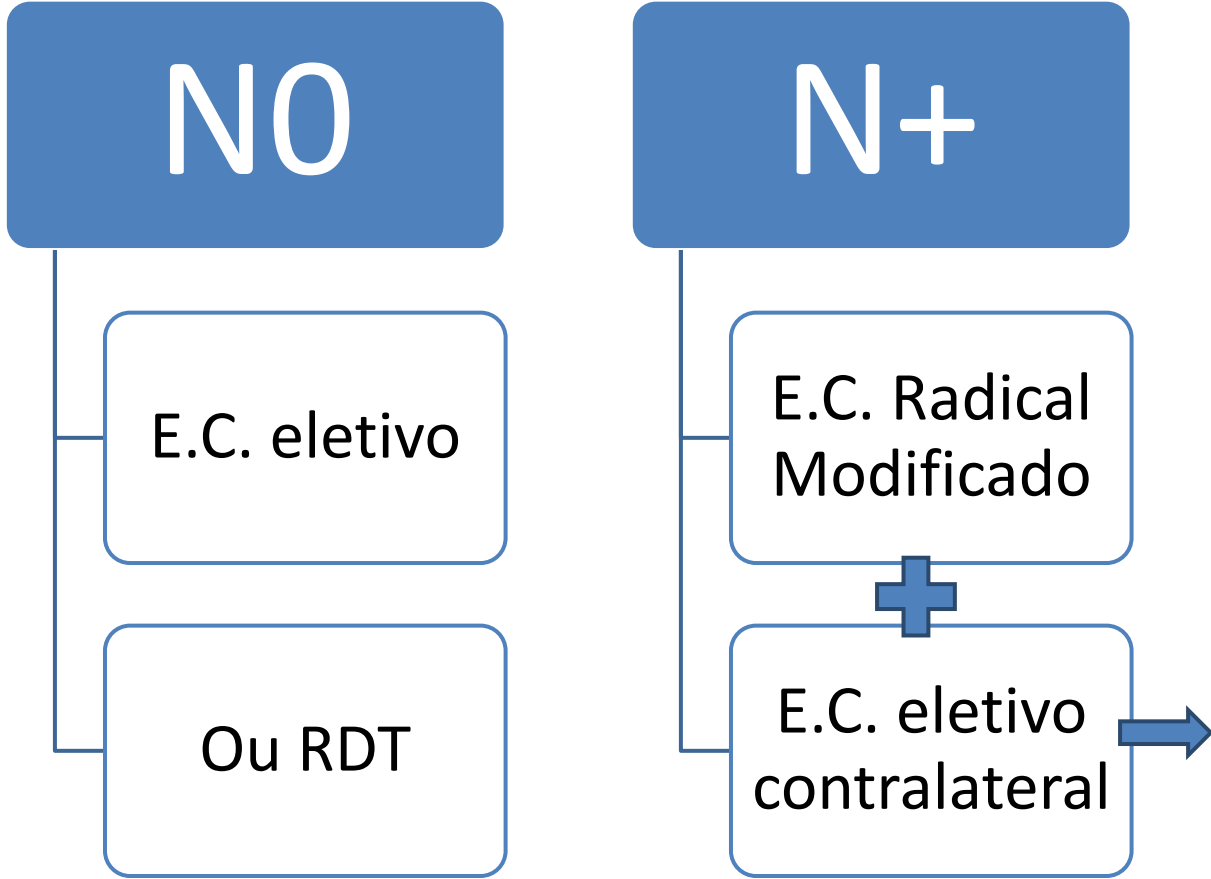 N0
E.C. eletivo
Ou RDT
N+
E.C. Radical
Modificado
E.C. eletivo
contralateral